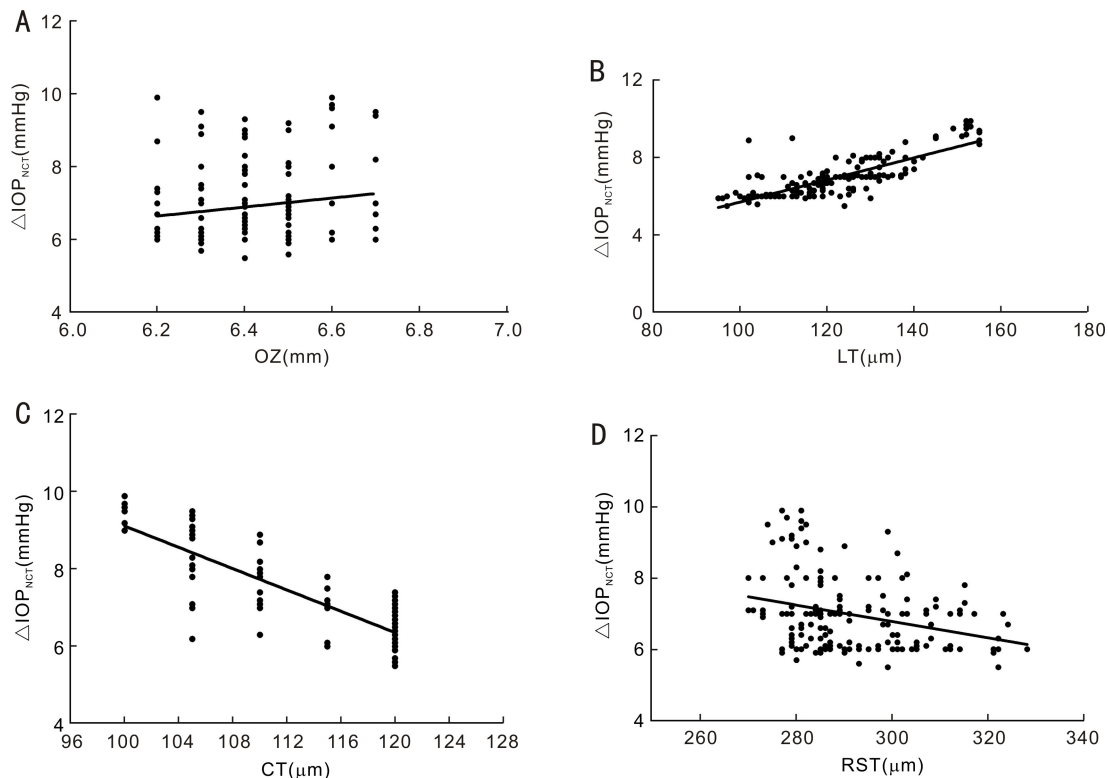 A
12
10
8
6
4
△IOPNCT(mmHg)
6.0 6.2 6.4 6.6 6.8 7.0
OZ(mm)
B
12
8
4
0
△IOPNCT(mmHg)
80 100 120 140 160 180
LT(μm)
C
12
10
8
6
4
△IOPNCT(mmHg)
96 100 104 108 112 116 120 124 128
CT(μm)
D
12
10
8
6
4
△IOPNCT(mmHg)
260 280 300 320 340
RST(μm)